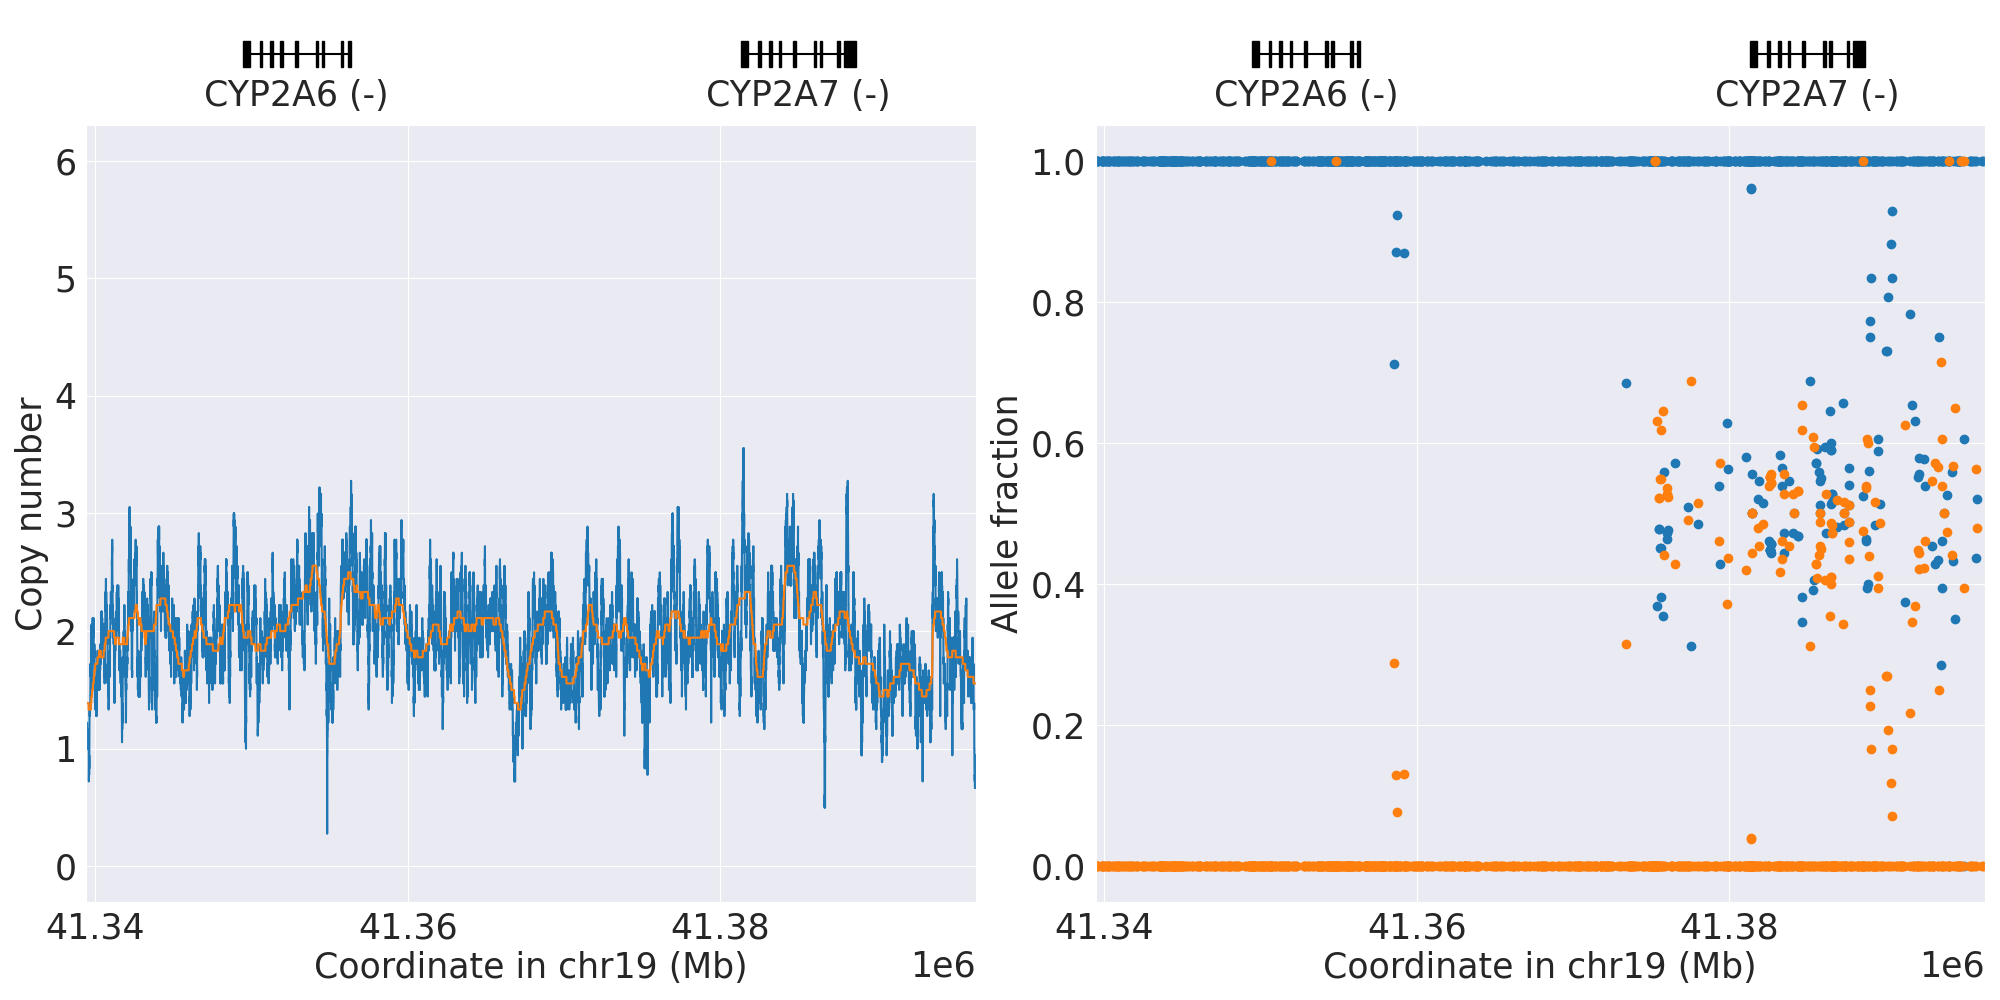 CYP2A6 (-)
CYP2A7 (-)
Copy number
6
5
4
3
2
1
0
41.34
41.36
41.38
Coordinate in chr19 (Mb)
1e6
CYP2A6 (-)
CYP2A7 (-)
Allele fraction
1.0
0.8
0.6
0.4
0.2
0.0
41.34
41.36
41.38
Coordinate in chr19 (Mb)
1e6